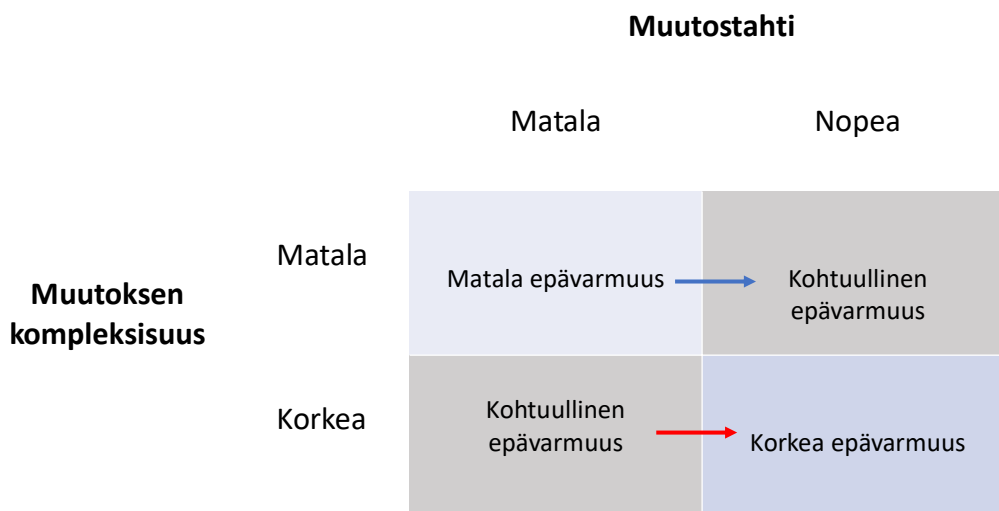 Muutostahti
Matala
Nopea
Matala
Muutoksen
kompleksisuus
Matala epävarmuus
Kohtuullinen
epävarmuus
Korkea
Kohtuullinen
epävarmuus
Korkea epävarmuus